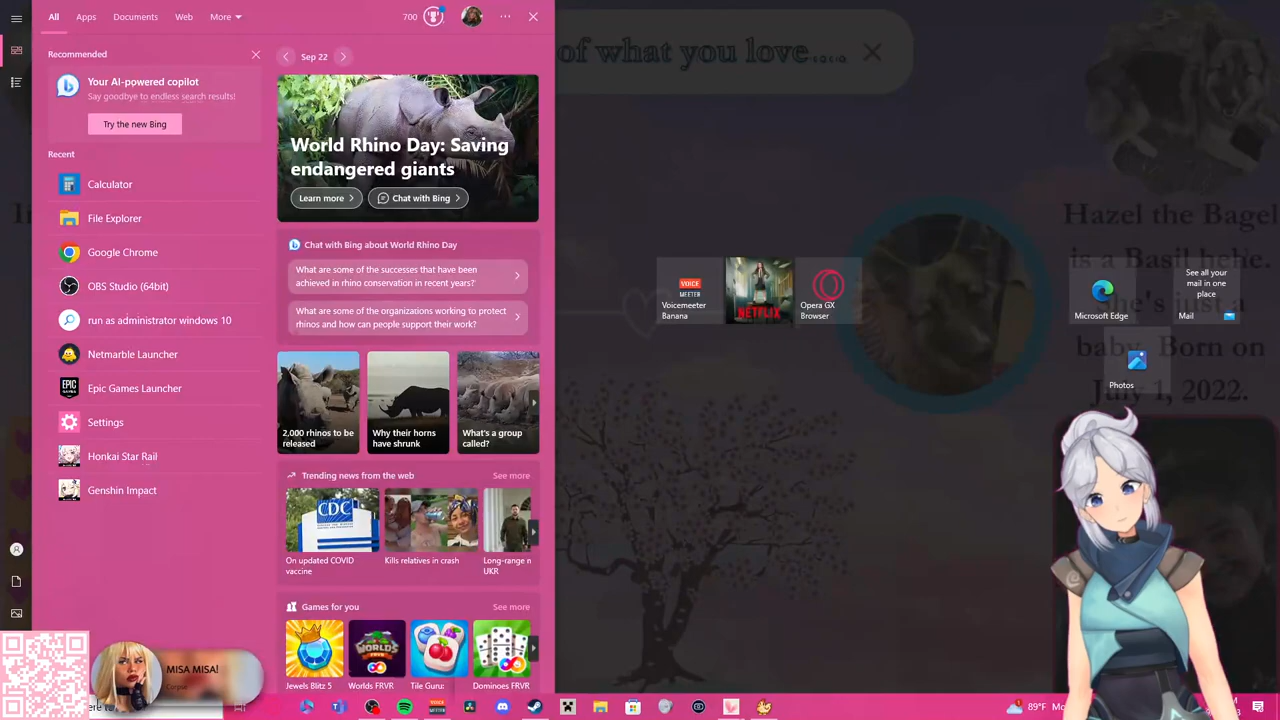 All Apps Documents Web More 700
Recommended
Your AI-powered copilot
Say goodbye to endless search results!
Try the new Bing
Recent
Calculator
File Explorer
Google Chrome
OBS Studio (64bit)
run as administrator windows 10
Netmarble Launcher
Epic Games Launcher
Settings
Honkai Star Rail
Genshin Impact
Sep 22
World Rhino Day: Saving
endangered giants
Learn more Chat with Bing
Chat with Bing about World Rhino Day
What are some of the successes that have been
achieved in rhino conservation in recent years?
What are some of the organizations working to protect
rhinos and how can people support their work?
2,000 rhinos to be
released
Why their horns
have shrunk
What's a group
called?
Trending news from the web See more
CDC
On updated COVID
vaccine
Kills relatives in crash
Long-range
UKR
Games for you See more
WORLDS
FRVR
Jewels Blitz 5 Worlds FRVR Tile Guru: Dominoes FRVR
of what you love...
VOICE
MEETER
Voicemeeter
Banana
NETFLIX
Opera GX
Browser
Microsoft Edge
See all your
mail in one
place
Mail
Photos
Hazel the Bagel
is a Basil hehe.
baby. Born on
July 1, 2022.
MISA MISA!
EPIC
GAMES
VOICE
MEETER
89°F